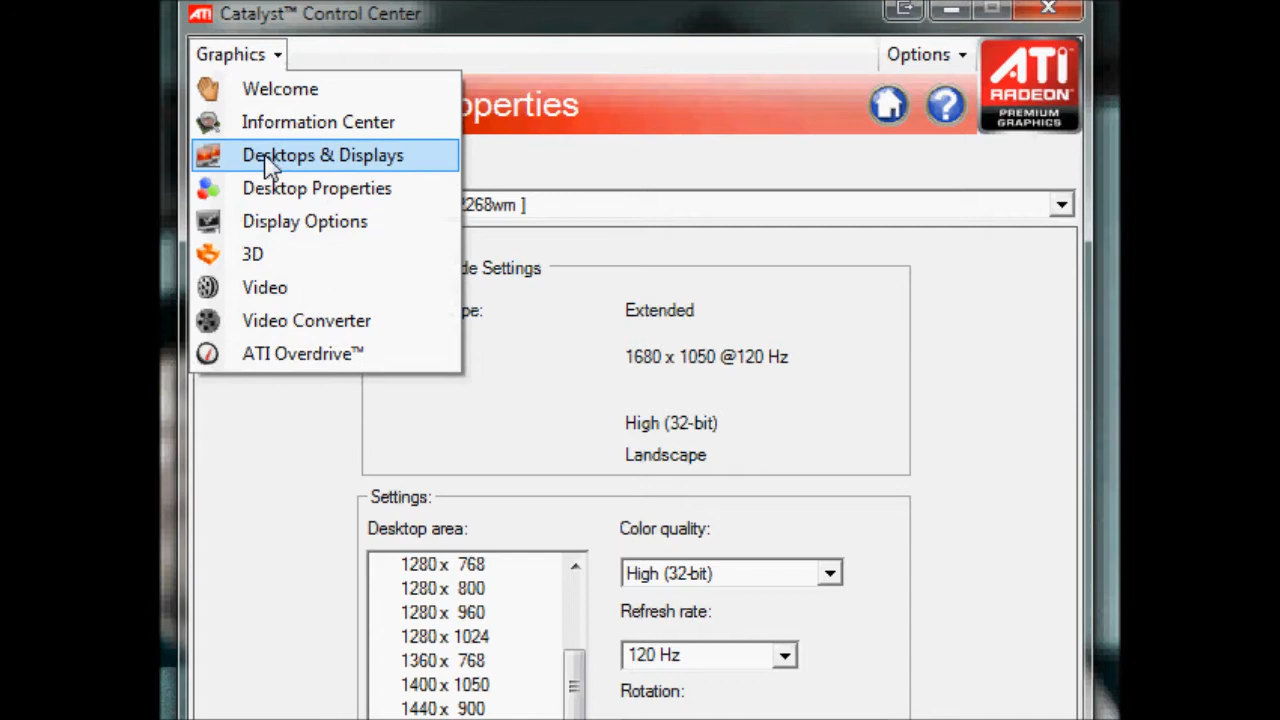 ATI Catalyst™ Control Center
Graphics
Options
ATI
RADEON
PREMIUM
GRAPHICS
operties
Welcome
Information Center
Desktops & Displays
Desktop Properties
Display Options
3D
Video
Video Converter
ATI Overdrive™
2268wm ]
de Settings
pe:
Extended
1680 x 1050 @120 Hz
High (32-bit)
Landscape
Settings:
Desktop area:
1280 x 768
1280 x 800
1280 x 960
1280 x 1024
1360 x 768
1400 x 1050
1440 x 900
Color quality:
High (32-bit)
Refresh rate:
120 Hz
Rotation: